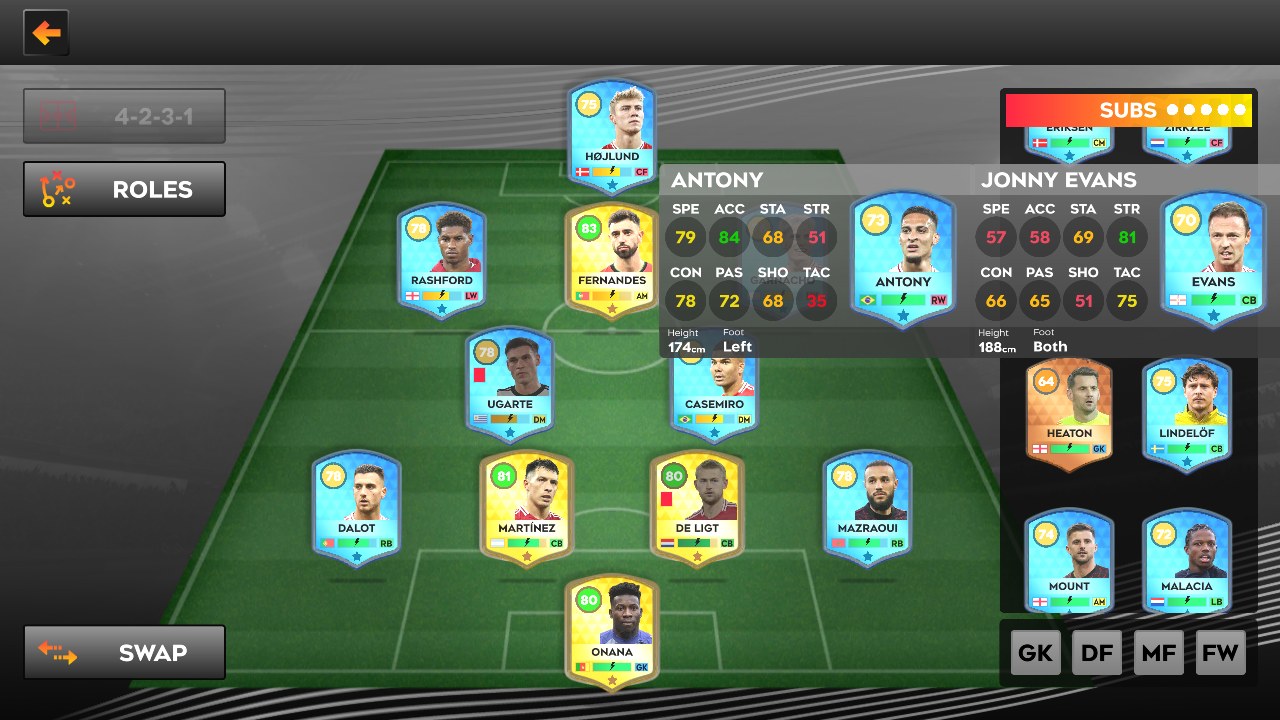 4-2-3-1
ROLES
SWAP
75
HØJLUND
CF
78
RASHFORD
LW
83
FERNANDES
AM
78
UGARTE
DM
CASEMIRO
DM
78
DALOT
RB
81
MARTÍNEZ
CB
80
DE LIGT
CB
78
MAZRAOUI
RB
80
ONANA
GK
ANTONY
SPE ACC STA STR
79 84 68 51
CON PAS SHO TAC
78 72 68 35
Height Foot
174cm Left
73
ANTONY
RW
JONNY EVANS
SPE ACC STA STR
57 58 69 81
CON PAS SHO TAC
66 65 51 75
Height Foot
188cm Both
70
EVANS
CB
SUBS
ERIKSEN
CM
ZIRKZEE
CF
64
HEATON
GK
75
LINDELÖF
CB
74
MOUNT
AM
72
MALACIA
LB
GK DF MF FW